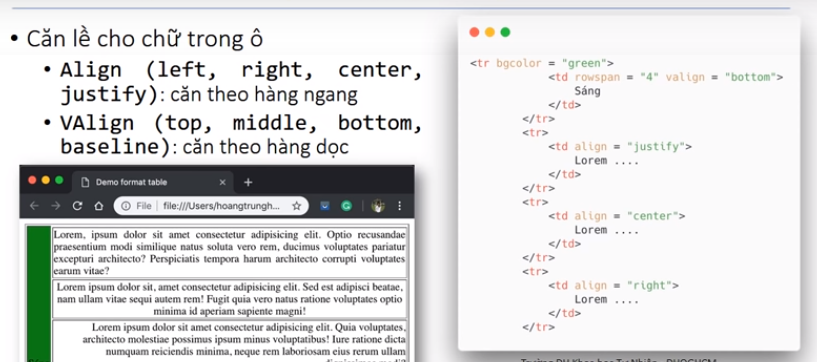 • Căn lề cho chữ trong ô
• Align (left, right, center,
justify): căn theo hàng ngang
• VAlign (top, middle, bottom,
baseline): căn theo hàng dọc
Demo format table × +
File | file:///Users/hoangtrungh...
Lorem, ipsum dolor sit amet consectetur adipisicing elit. Optio recusandae
praesentium modi similique natus soluta vero rem, ducimus voluptates pariatur
excepturi architecto? Perspiciatis tempora harum architecto corrupti voluptates
earum vitae?
Lorem ipsum dolor sit, amet consectetur adipisicing elit. Sed est adipisci beatae,
nam ullam vitae sequi autem rem! Fugit quia vero natus ratione voluptates optio
minima id aperiam sapiente magni!
Lorem ipsum dolor sit amet consectetur adipisicing elit. Quia voluptates,
architecto molestiae possimus ipsum minus voluptatibus! Iure ratione dicta
numquam reiciendis minima, neque rem laboriosam eius rerum ullam
<tr bgcolor = "green">
<td rowspan = "4" valign = "bottom">
Sáng
</td>
</tr>
<tr>
<td align = "justify">
Lorem ....
</td>
</tr>
<tr>
<td align = "center">
Lorem ....
</td>
</tr>
<tr>
<td align = "right">
Lorem ....
</td>
</tr>